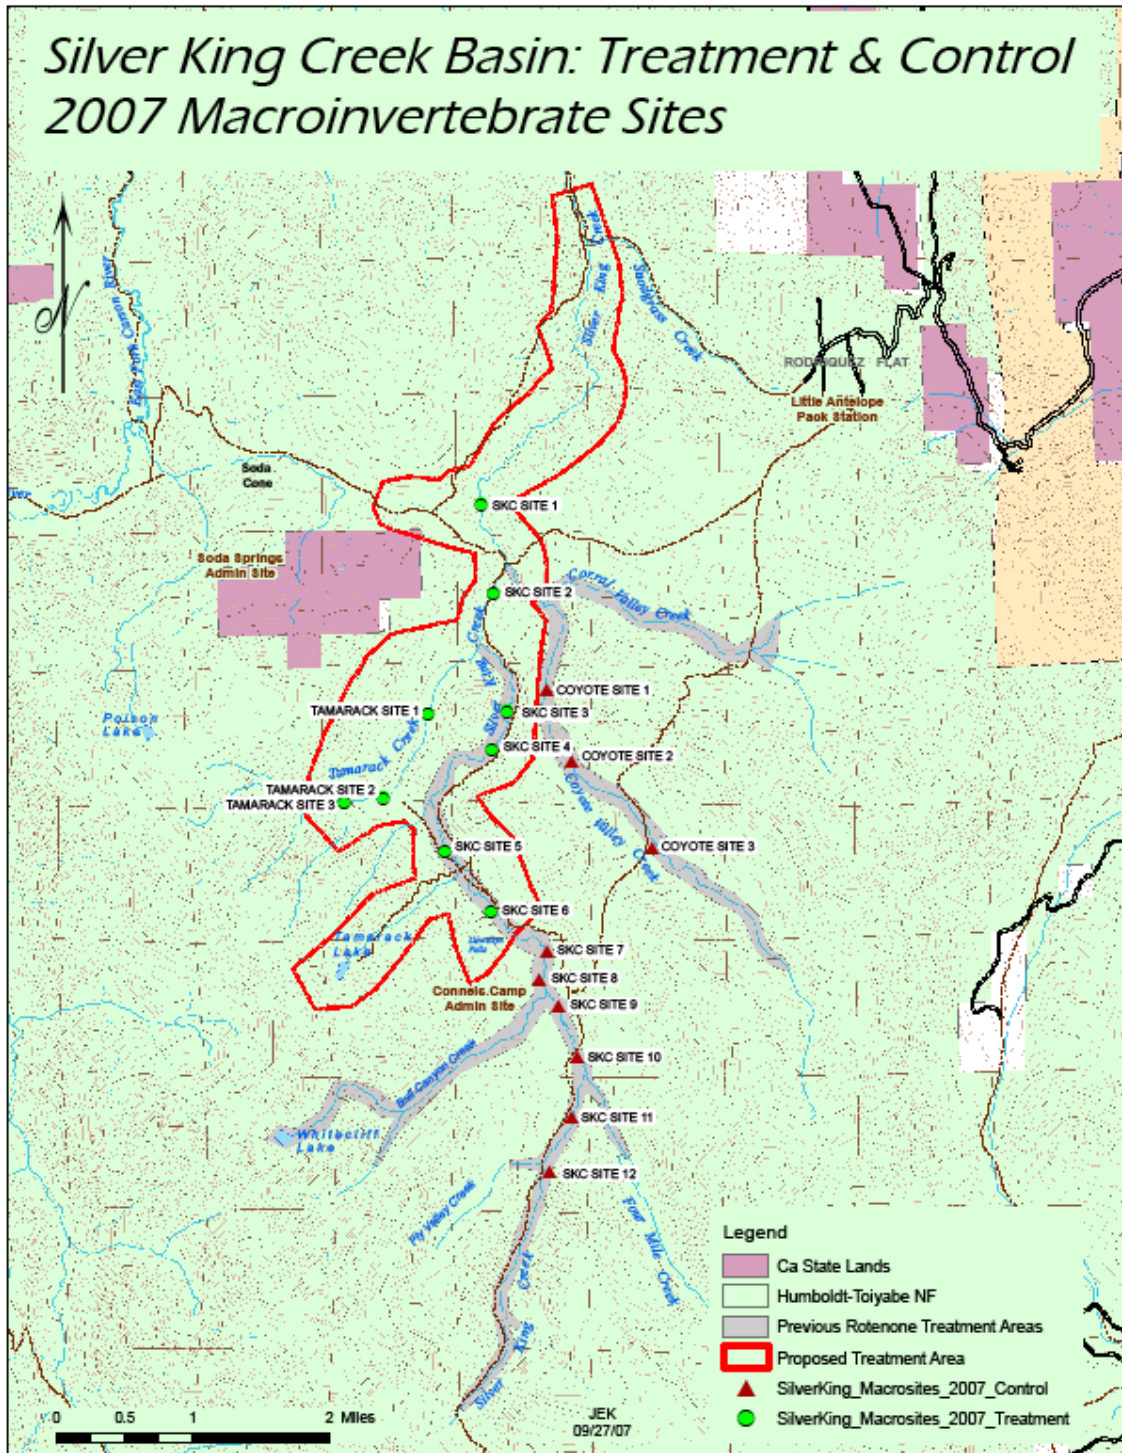 Silver King Creek Basin: Treatment & Control
2007 Macroinvertebrate Sites
N
East Fork Carson River
Silver King Creek
Snodgrass Creek
RODRIQUEZ FLAT
Little Antelope
Pack Station
Soda
Cone
SKC SITE 1
Soda Springs
Admin Site
SKC SITE 2
Corral Valley Creek
Silver King Creek
COYOTE SITE 1
TAMARACK SITE 1
SKC SITE 3
Poison
Lake
SKC SITE 4
COYOTE SITE 2
Tamarack Creek
TAMARACK SITE 2
TAMARACK SITE 3
Coyote Valley Creek
SKC SITE 5
COYOTE SITE 3
SKC SITE 6
Tamarack
Lake
Llewellyn
Falls
SKC SITE 7
SKC SITE 8
Connels Camp
Admin Site
SKC SITE 9
SKC SITE 10
Bull Canyon Creek
SKC SITE 11
Whitecliff
Lake
SKC SITE 12
Fly Valley Creek
Four Mile Creek
Silver King Creek
Legend
Ca State Lands
Humboldt-Toiyabe NF
Previous Rotenone Treatment Areas
Proposed Treatment Area
SilverKing_Macrosites_2007_Control
SilverKing_Macrosites_2007_Treatment
0 0.5 1 2 Miles
JEK
09/27/07